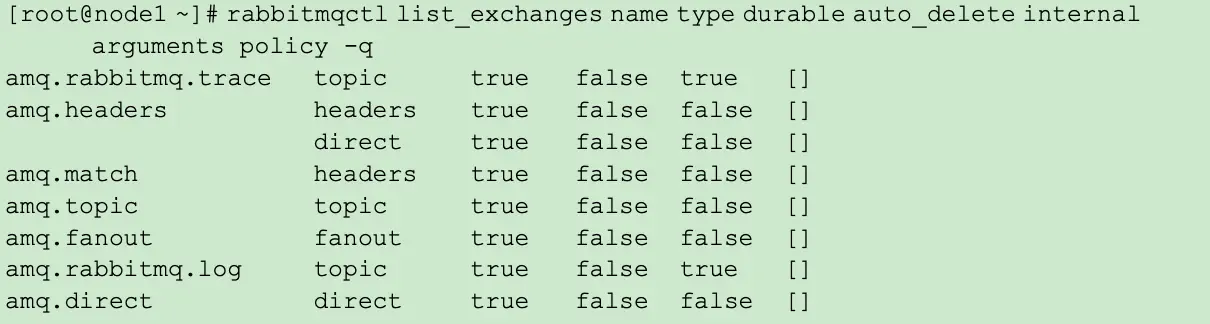 [root@node1 ~]# rabbitmqctl list_exchanges name type durable auto_delete internal
arguments policy -q
amq.rabbitmq.trace topic true false true []
amq.headers headers true false false []
direct true false false []
amq.match headers true false false []
amq.topic topic true false false []
amq.fanout fanout true false false []
amq.rabbitmq.log topic true false true []
amq.direct direct true false false []